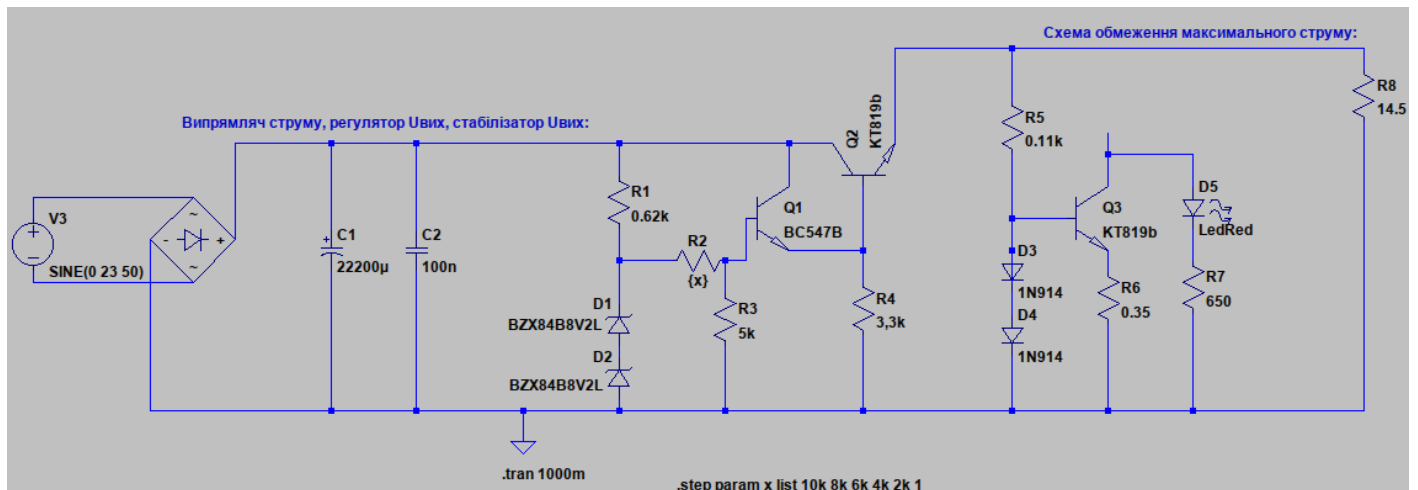 Схема обмеження максимального струму:
R8
14.5
Випрямляч струму, регулятор Uвих, стабілізатор Uвих:
Q2
KT819b
R5
0.11k
V3
SINE(0 23 50)
~
- +
~
C1
22200µ
C2
100n
R1
0.62k
R2
{x}
Q1
BC547B
D1
BZX84B8V2L
D2
BZX84B8V2L
R3
5k
R4
3,3k
D3
1N914
D4
1N914
Q3
KT819b
R6
0.35
D5
LedRed
R7
650
.tran 1000m
.step param x list 10k 8k 6k 4k 2k 1